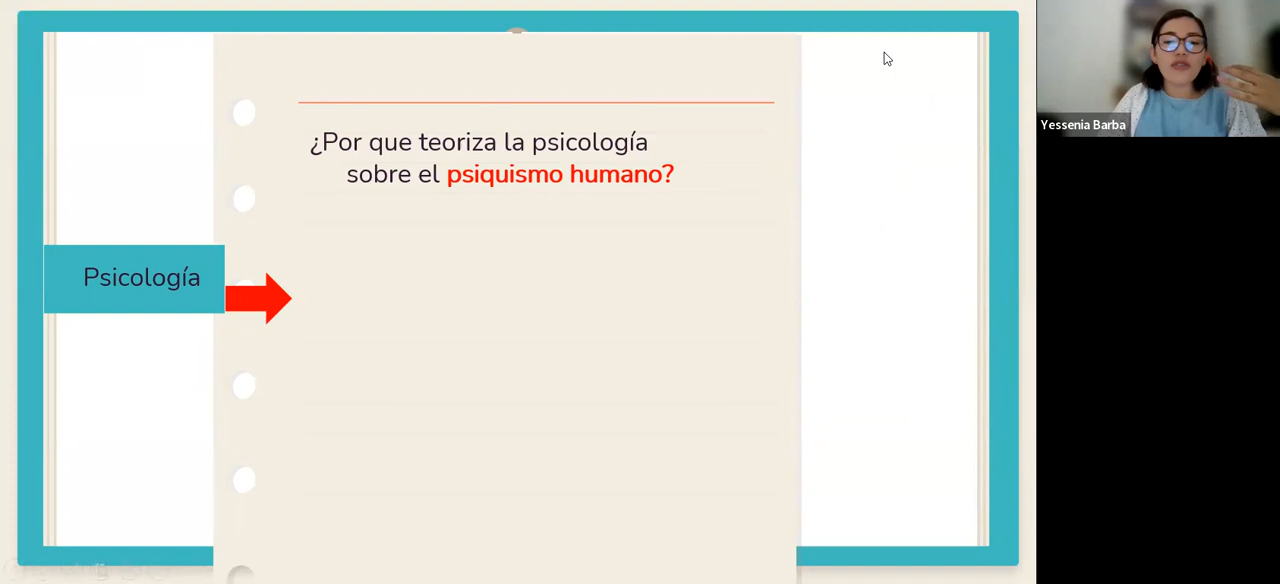 ¿Por que teoriza la psicología
sobre el psiquismo humano?
Psicología
Yessenia Barba